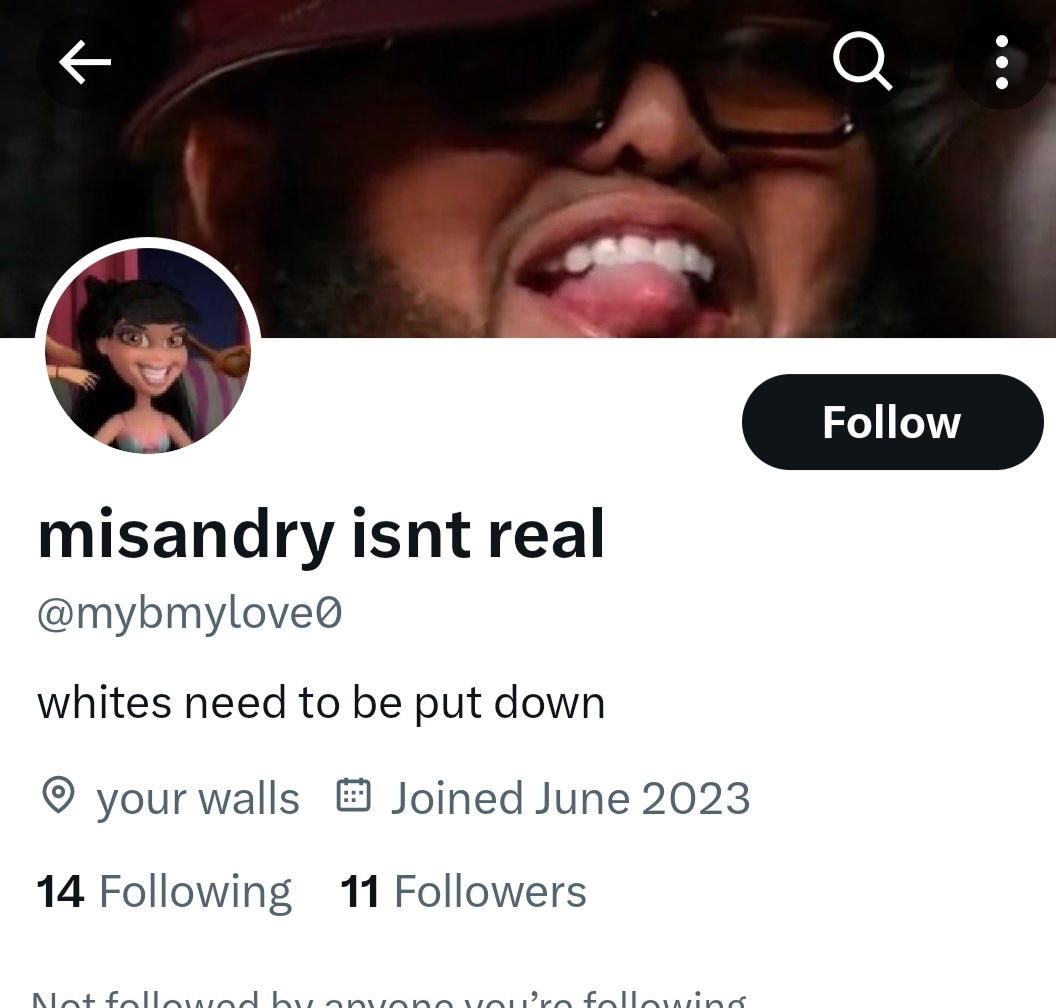 Follow
misandry isnt real
@mybmylove0
whites need to be put down
your walls Joined June 2023
14 Following 11 Followers
Not followed by anyone you’re following